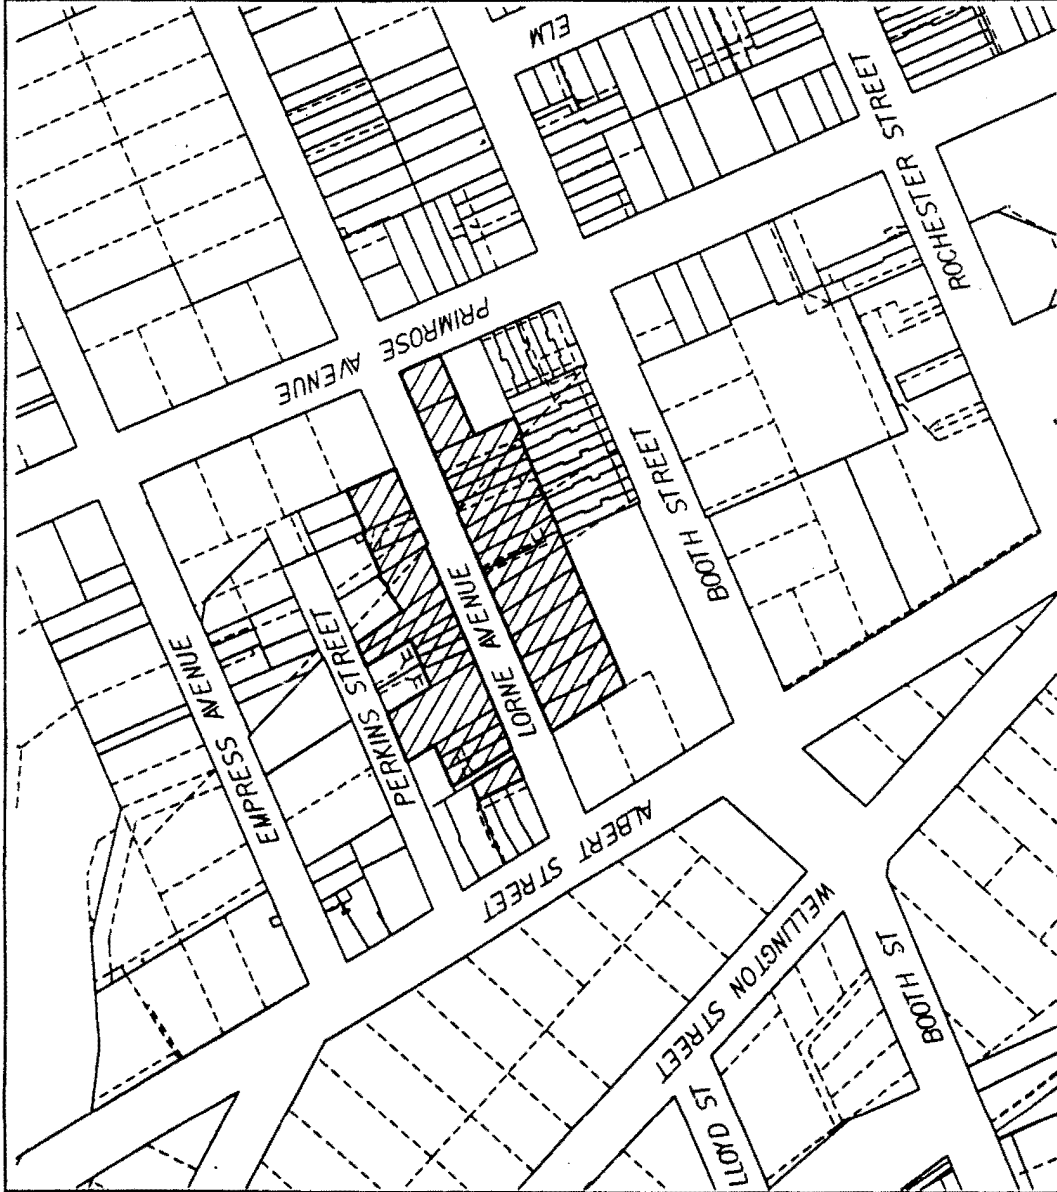 ELM
ROCHESTER STREET
PRIMROSE AVENUE
BOOTH STREET
LORNE AVENUE
PERKINS STREET
EMPRESS AVENUE
ALBERT STREET
WELLINGTON STREET
BOOTH ST
LLOYD ST